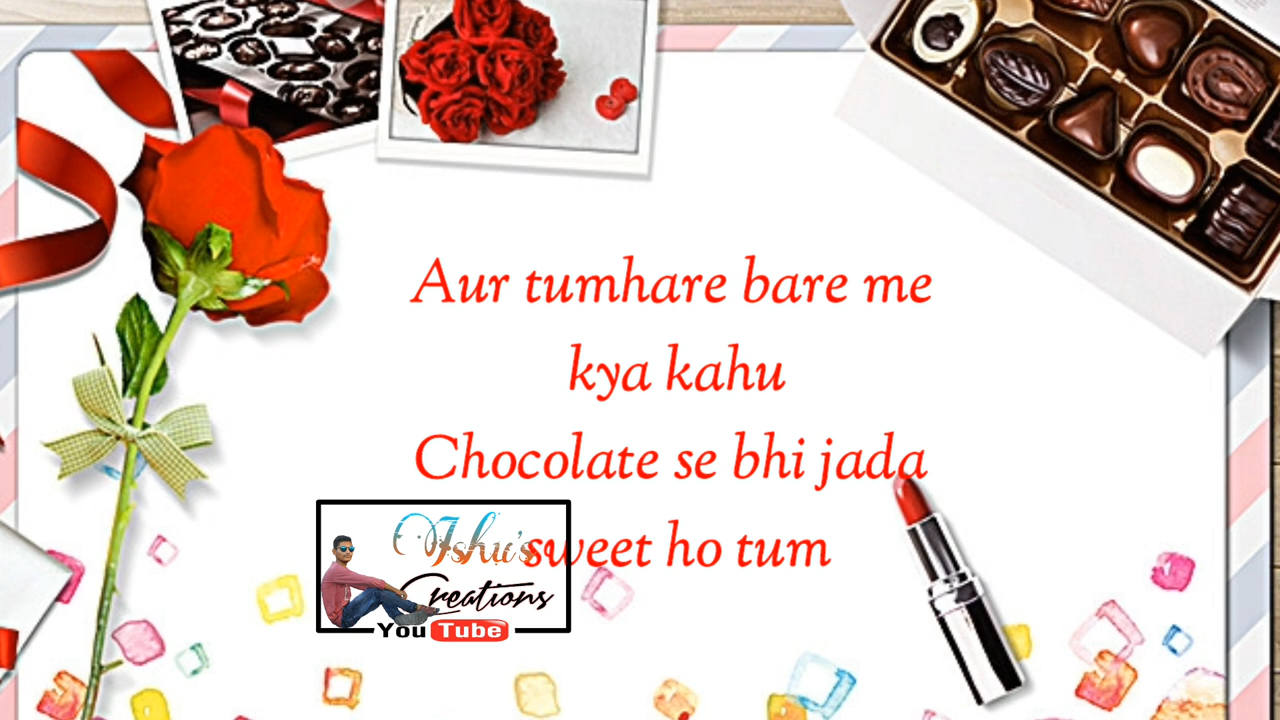 Aur tumhare bare me
kya kahu
Chocolate se bhi jada
sweet ho tum
Ishu's
Creations
YouTube